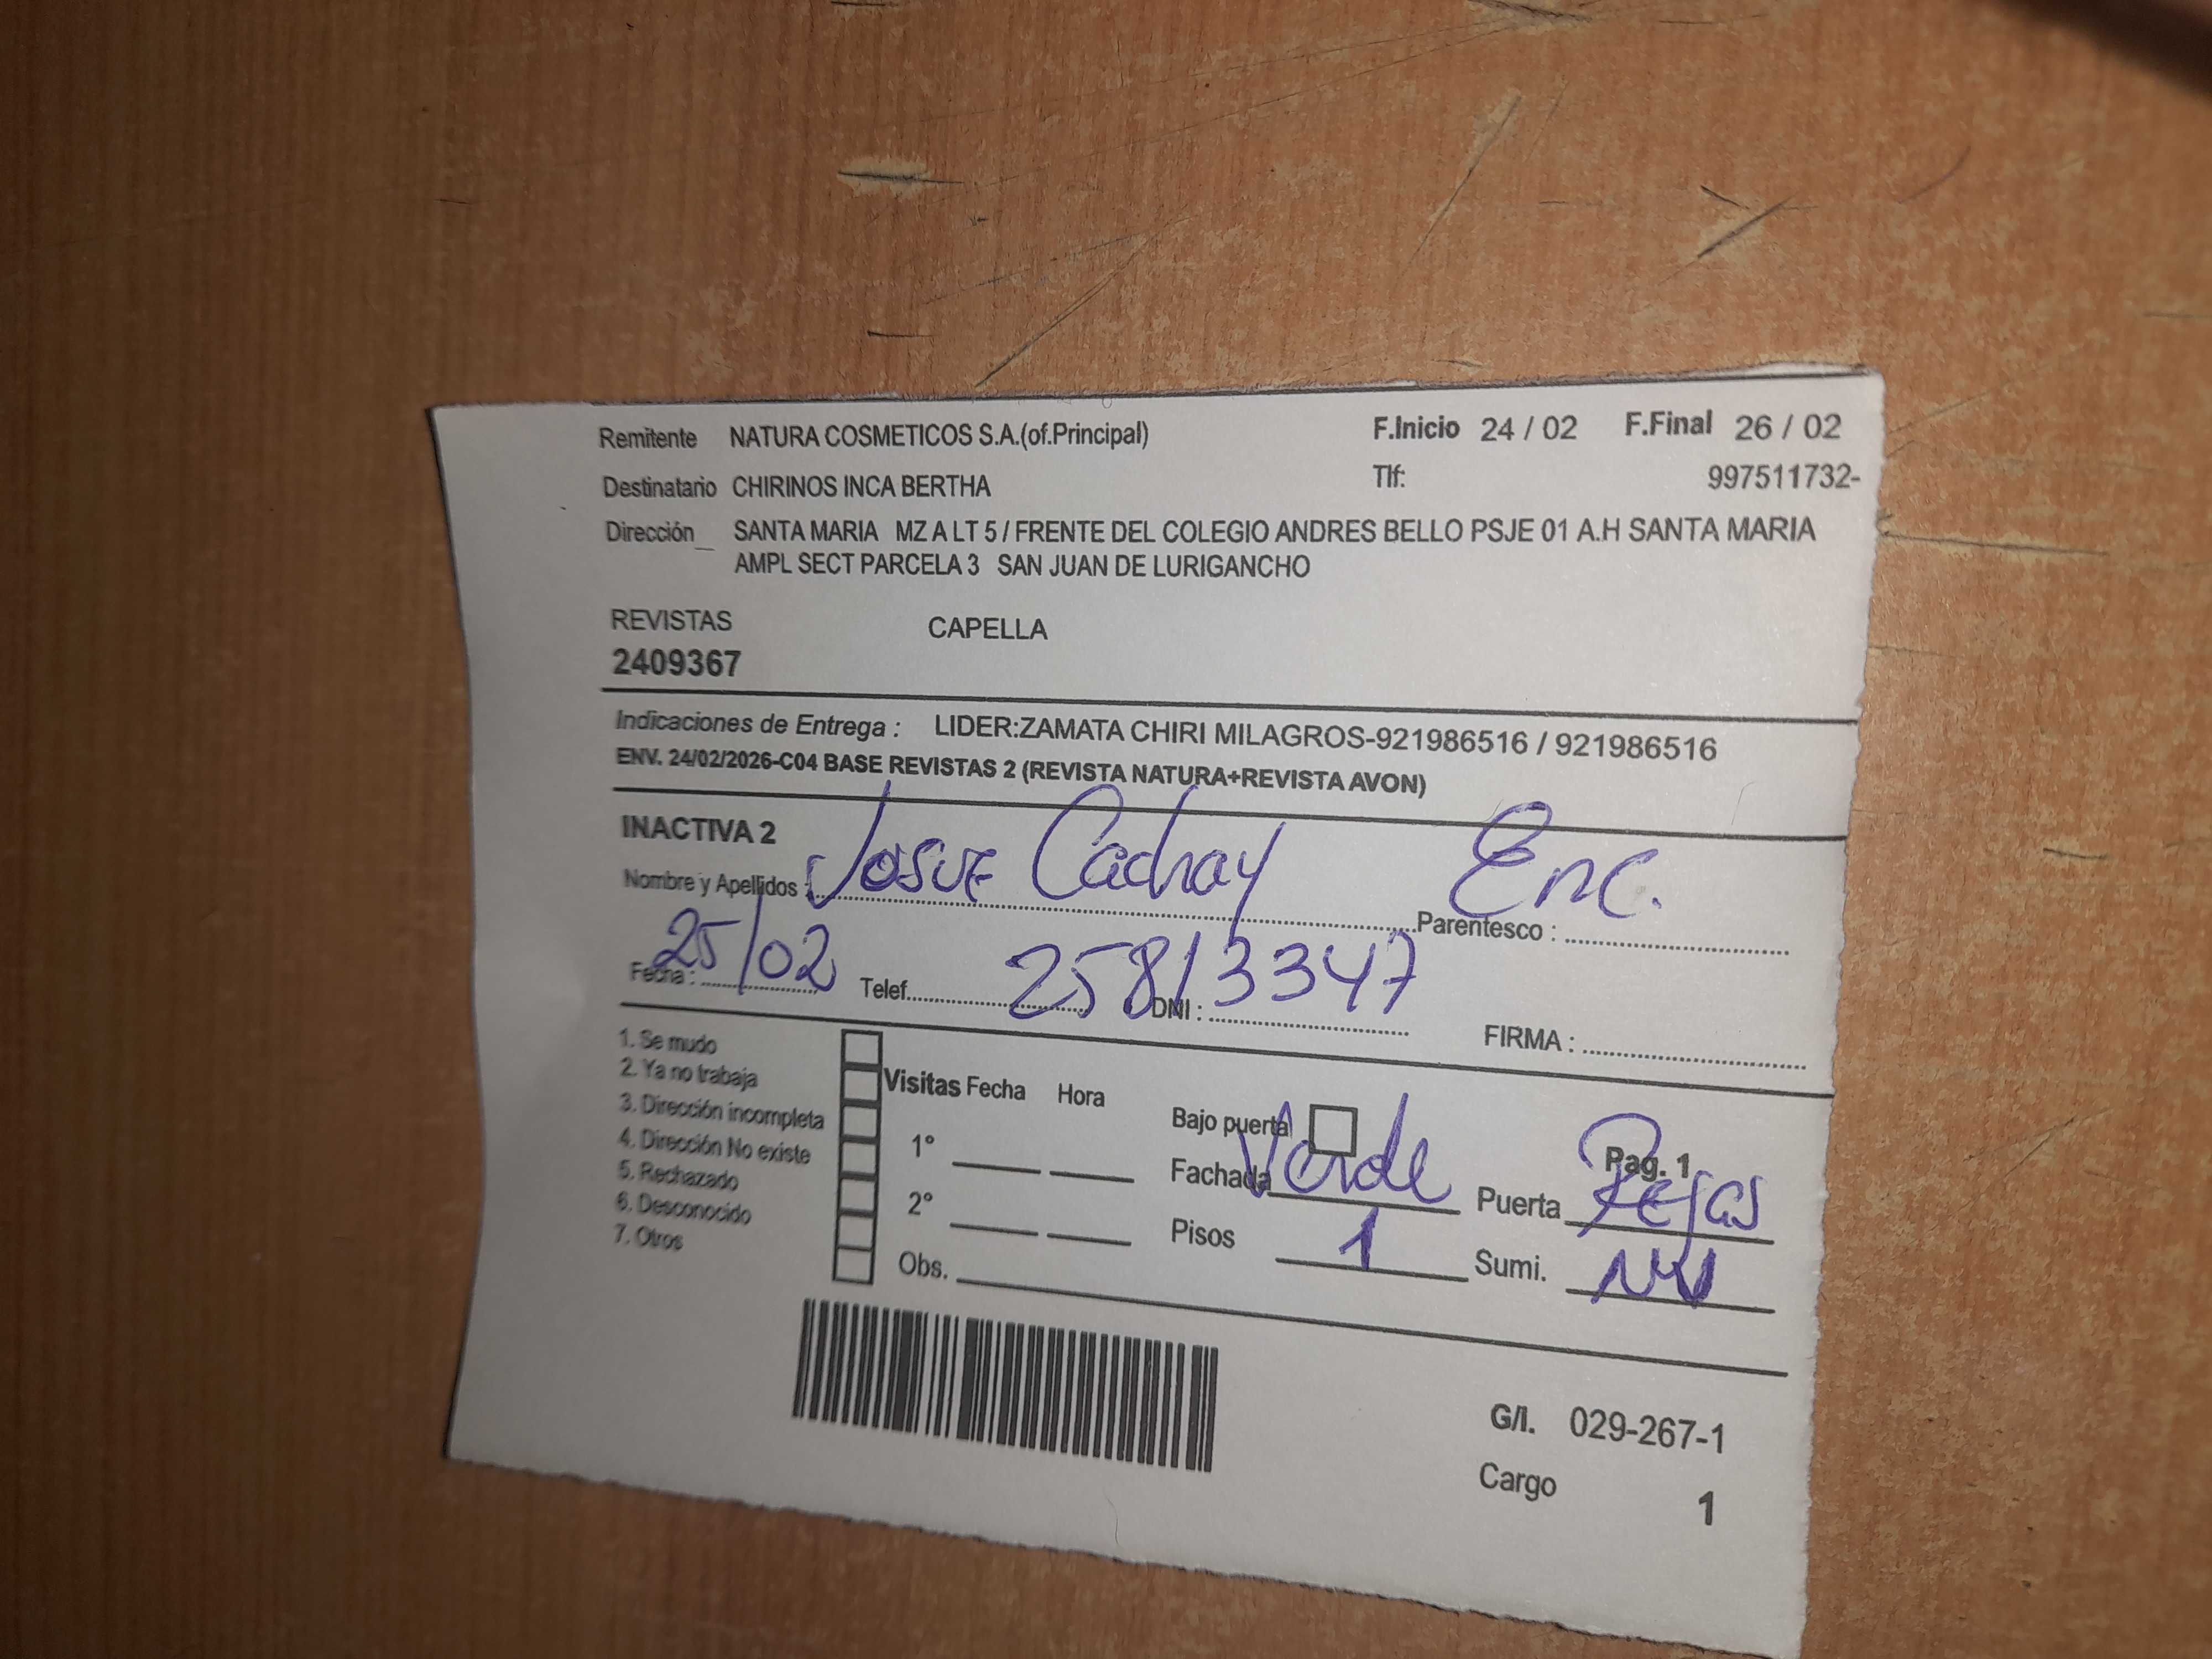 Remitente NATURA COSMETICOS S.A.(of.Principal) F.Inicio 24 / 02 F.Final 26 / 02
Destinatario CHIRINOS INCA BERTHA Tlf: 997511732-
Dirección_ SANTA MARIA MZ A LT 5 / FRENTE DEL COLEGIO ANDRES BELLO PSJE 01 A.H SANTA MARIA
AMPL SECT PARCELA 3 SAN JUAN DE LURIGANCHO
REVISTAS CAPELLA
2409367
Indicaciones de Entrega : LIDER:ZAMATA CHIRI MILAGROS-921986516 / 921986516
ENV. 24/02/2026-C04 BASE REVISTAS 2 (REVISTA NATURA+REVISTA AVON)
INACTIVA 2
Nombre y Apellidos : Josue Cachay Parentesco : Enc.
Fecha : 25/02 Telef. DNI : 25813347 FIRMA :
1. Se mudo
2. Ya no trabaja
3. Dirección incompleta
4. Dirección No existe
5. Rechazado
6. Desconocido
7. Otros
Visitas Fecha Hora
1°
2°
Obs.
Bajo puerta
Pag. 1
Fachada Verde Puerta Rejas
Pisos 1 Sumi.
G/I. 029-267-1
Cargo 1